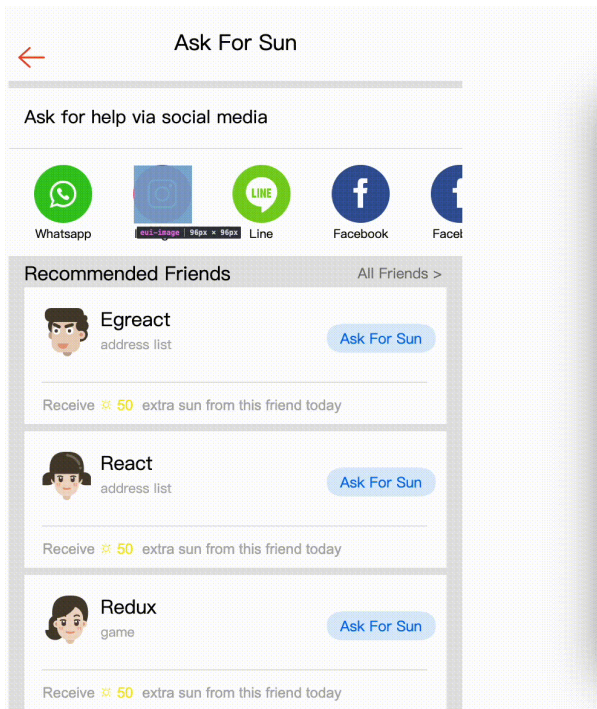 Ask For Sun
Ask for help via social media
LINE
Whatsapp
eui-image | 96px × 96px
Line
Facebook
Faceb
Recommended Friends
All Friends >
Egreact
address list
Ask For Sun
Receive ¤ 50 extra sun from this friend today
React
address list
Ask For Sun
Receive ¤ 50 extra sun from this friend today
Redux
game
Ask For Sun
Receive ¤ 50 extra sun from this friend today